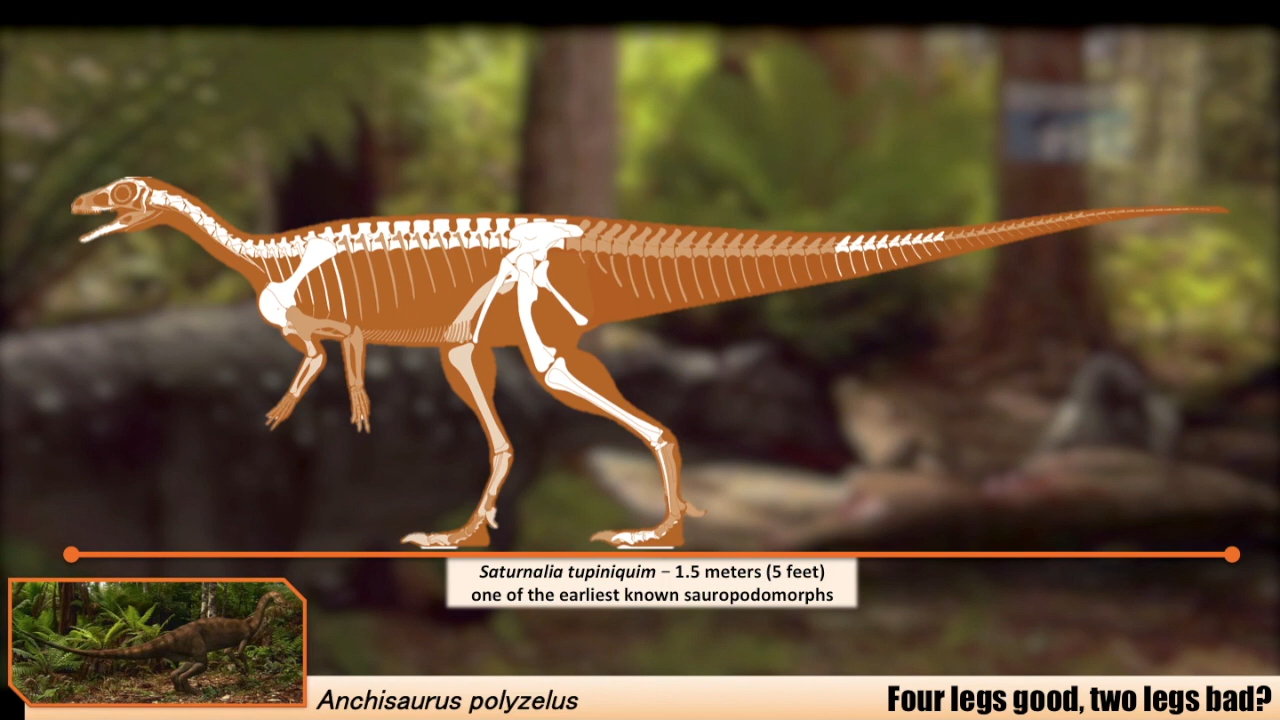 Saturnalia tupiniquim – 1.5 meters (5 feet)
one of the earliest known sauropodomorphs
Anchisaurus polyzelus
Four legs good, two legs bad?